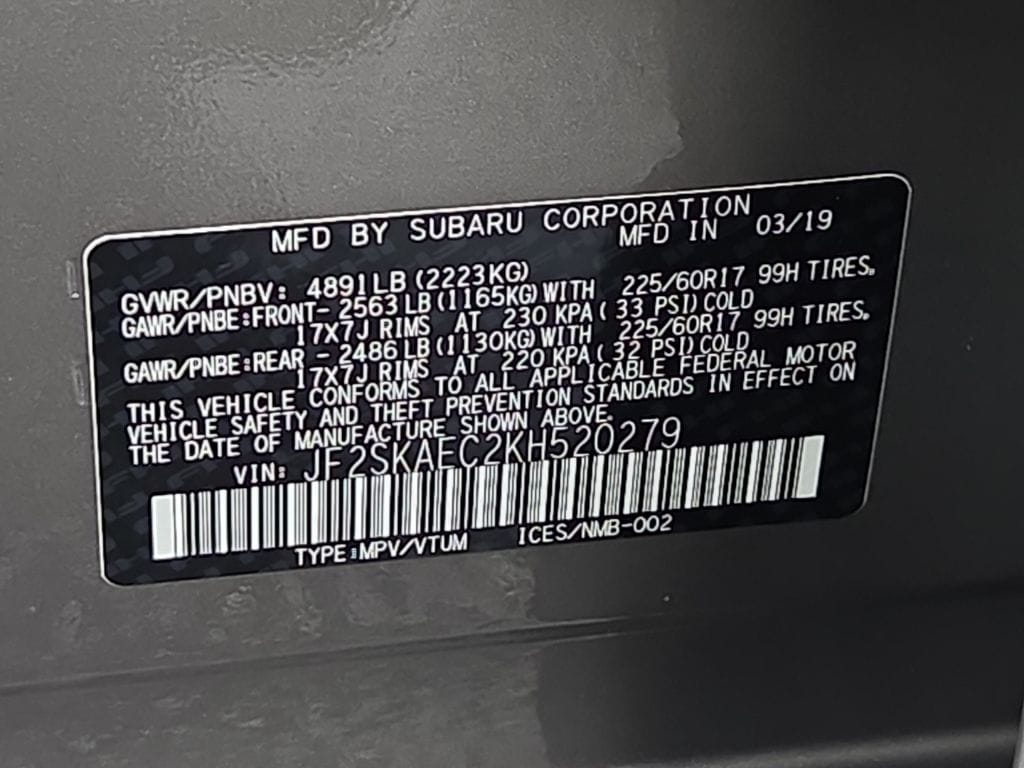 MFD BY SUBARU CORPORATION
MFD IN 03/19
GVWR/PNBV: 4891LB (2223KG)
GAWR/PNBE:FRONT- 2563 LB (1165KG) WITH 225/60R17 99H TIRES,
17X7J RIMS AT 230 KPA ( 33 PSI) COLD
GAWR/PNBE:REAR - 2486 LB (1130KG) WITH 225/60R17 99H TIRES.
17X7J RIMS AT 220 KPA ( 32 PSI) COLD
THIS VEHICLE CONFORMS TO ALL APPLICABLE FEDERAL MOTOR
VEHICLE SAFETY AND THEFT PREVENTION STANDARDS IN EFFECT ON
THE DATE OF MANUFACTURE SHOWN ABOVE.
VIN: JF2SKAEC2KH520279
TYPE:MPV/VTUM ICES/NMB-002